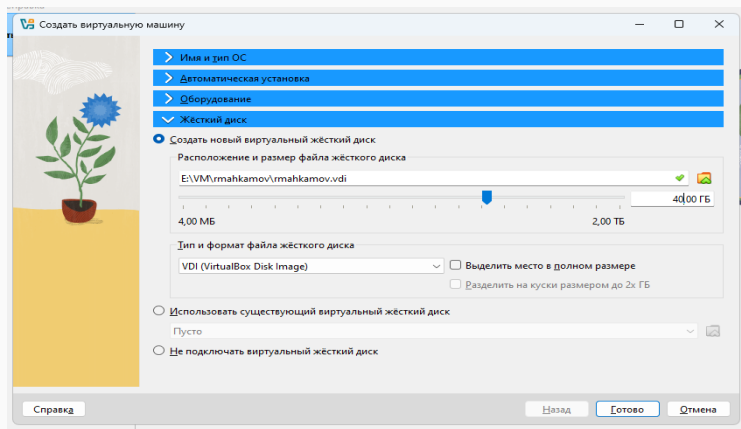 Создать виртуальную машину
Имя и тип ОС
Автоматическая установка
Оборудование
Жёсткий диск
Создать новый виртуальный жёсткий диск
Расположение и размер файла жёсткого диска
E:\VM\rmahkamov\rmahkamov.vdi
40,00 ГБ
4,00 МБ 2,00 ТБ
Тип и формат файла жёсткого диска
VDI (VirtualBox Disk Image) Выделить место в полном размере
Разделить на куски размером до 2х ГБ
Использовать существующий виртуальный жёсткий диск
Пусто
Не подключать виртуальный жёсткий диск
Справка Назад Готово Отмена